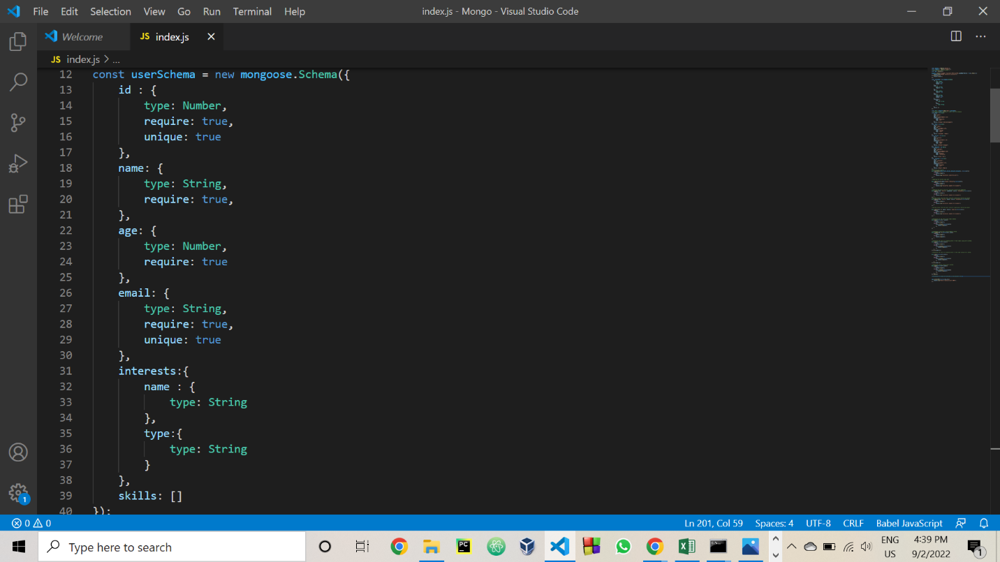 File Edit Selection View Go Run Terminal Help index.js - Mongo - Visual Studio Code
Welcome JS index.js
JS index.js > ...
12 const userSchema = new mongoose.Schema({
13 id : {
14 type: Number,
15 require: true,
16 unique: true
17 },
18 name: {
19 type: String,
20 require: true,
21 },
22 age: {
23 type: Number,
24 require: true
25 },
26 email: {
27 type: String,
28 require: true,
29 unique: true
30 },
31 interests:{
32 name : {
33 type: String
34 },
35 type:{
36 type: String
37 }
38 },
39 skills: []
40 });
1
0 0 Ln 201, Col 59 Spaces: 4 UTF-8 CRLF Babel JavaScript
Type here to search PC ENG 4:39 PM
US 9/2/2022 1